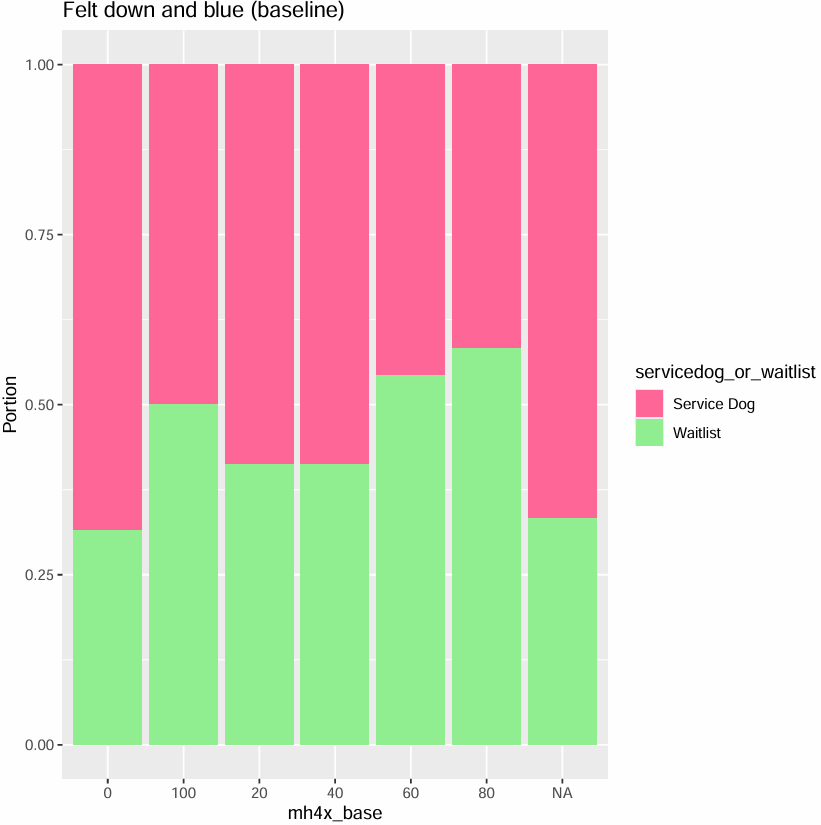 Felt down and blue (baseline)
1.00
0.75
0.50
0.25
0.00
Portion
0 100 20 40 60 80 NA
mh4x_base
servicedog_or_waitlist
Service Dog
Waitlist